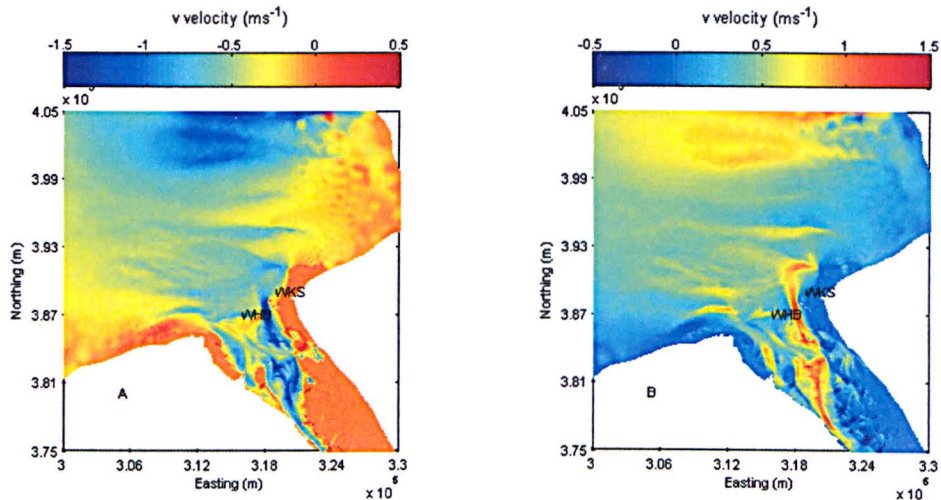 v velocity (ms⁻¹)
-1.5 -1 -0.5 0 0.5
x 10
4.05
3.99
3.93
3.87
3.81
3.75
Northing (m)
WKS
WHB
A
3 3.06 3.12 3.18 3.24 3.3
Easting (m)
x 10⁵
v velocity (ms⁻¹)
-0.5 0 0.5 1 1.5
x 10
4.05
3.99
3.93
3.87
3.81
3.75
Northing (m)
WKS
WHB
B
3 3.06 3.12 3.18 3.24 3.3
Easting (m)
x 10⁵